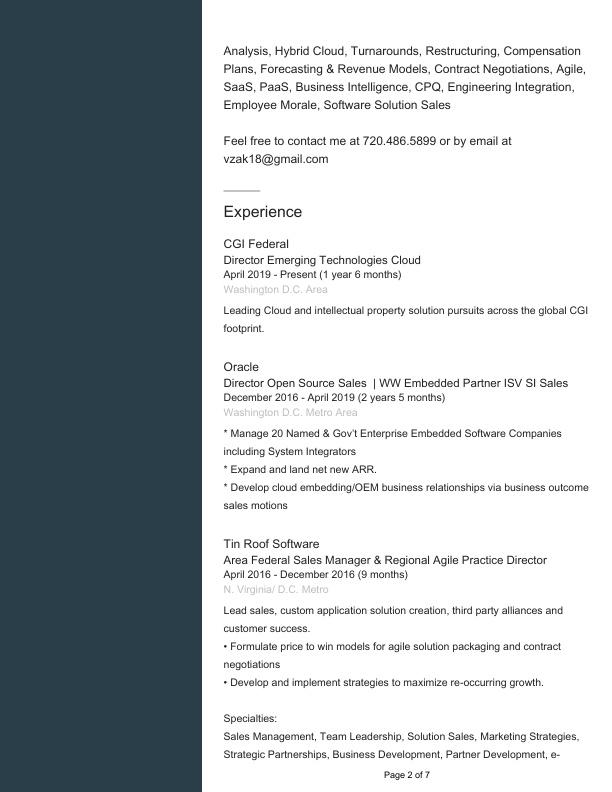 Analysis, Hybrid Cloud, Turnarounds, Restructuring, Compensation
Plans, Forecasting & Revenue Models, Contract Negotiations, Agile,
SaaS, PaaS, Business Intelligence, CPQ, Engineering Integration,
Employee Morale, Software Solution Sales
Feel free to contact me at 720.486.5899 or by email at
vzak18@gmail.com
Experience
CGI Federal
Director Emerging Technologies Cloud
April 2019 - Present (1 year 6 months)
Washington D.C. Area
Leading Cloud and intellectual property solution pursuits across the global CGI
footprint.
Oracle
Director Open Source Sales | WW Embedded Partner ISV SI Sales
December 2016 - April 2019 (2 years 5 months)
Washington D.C. Metro Area
* Manage 20 Named & Gov't Enterprise Embedded Software Companies
including System Integrators
* Expand and land net new ARR.
* Develop cloud embedding/OEM business relationships via business outcome
sales motions
Tin Roof Software
Area Federal Sales Manager & Regional Agile Practice Director
April 2016 - December 2016 (9 months)
N. Virginia/ D.C. Metro
Lead sales, custom application solution creation, third party alliances and
customer success.
• Formulate price to win models for agile solution packaging and contract
negotiations
• Develop and implement strategies to maximize re-occurring growth.
Specialties:
Sales Management, Team Leadership, Solution Sales, Marketing Strategies,
Strategic Partnerships, Business Development, Partner Development, e-
Page 2 of 7